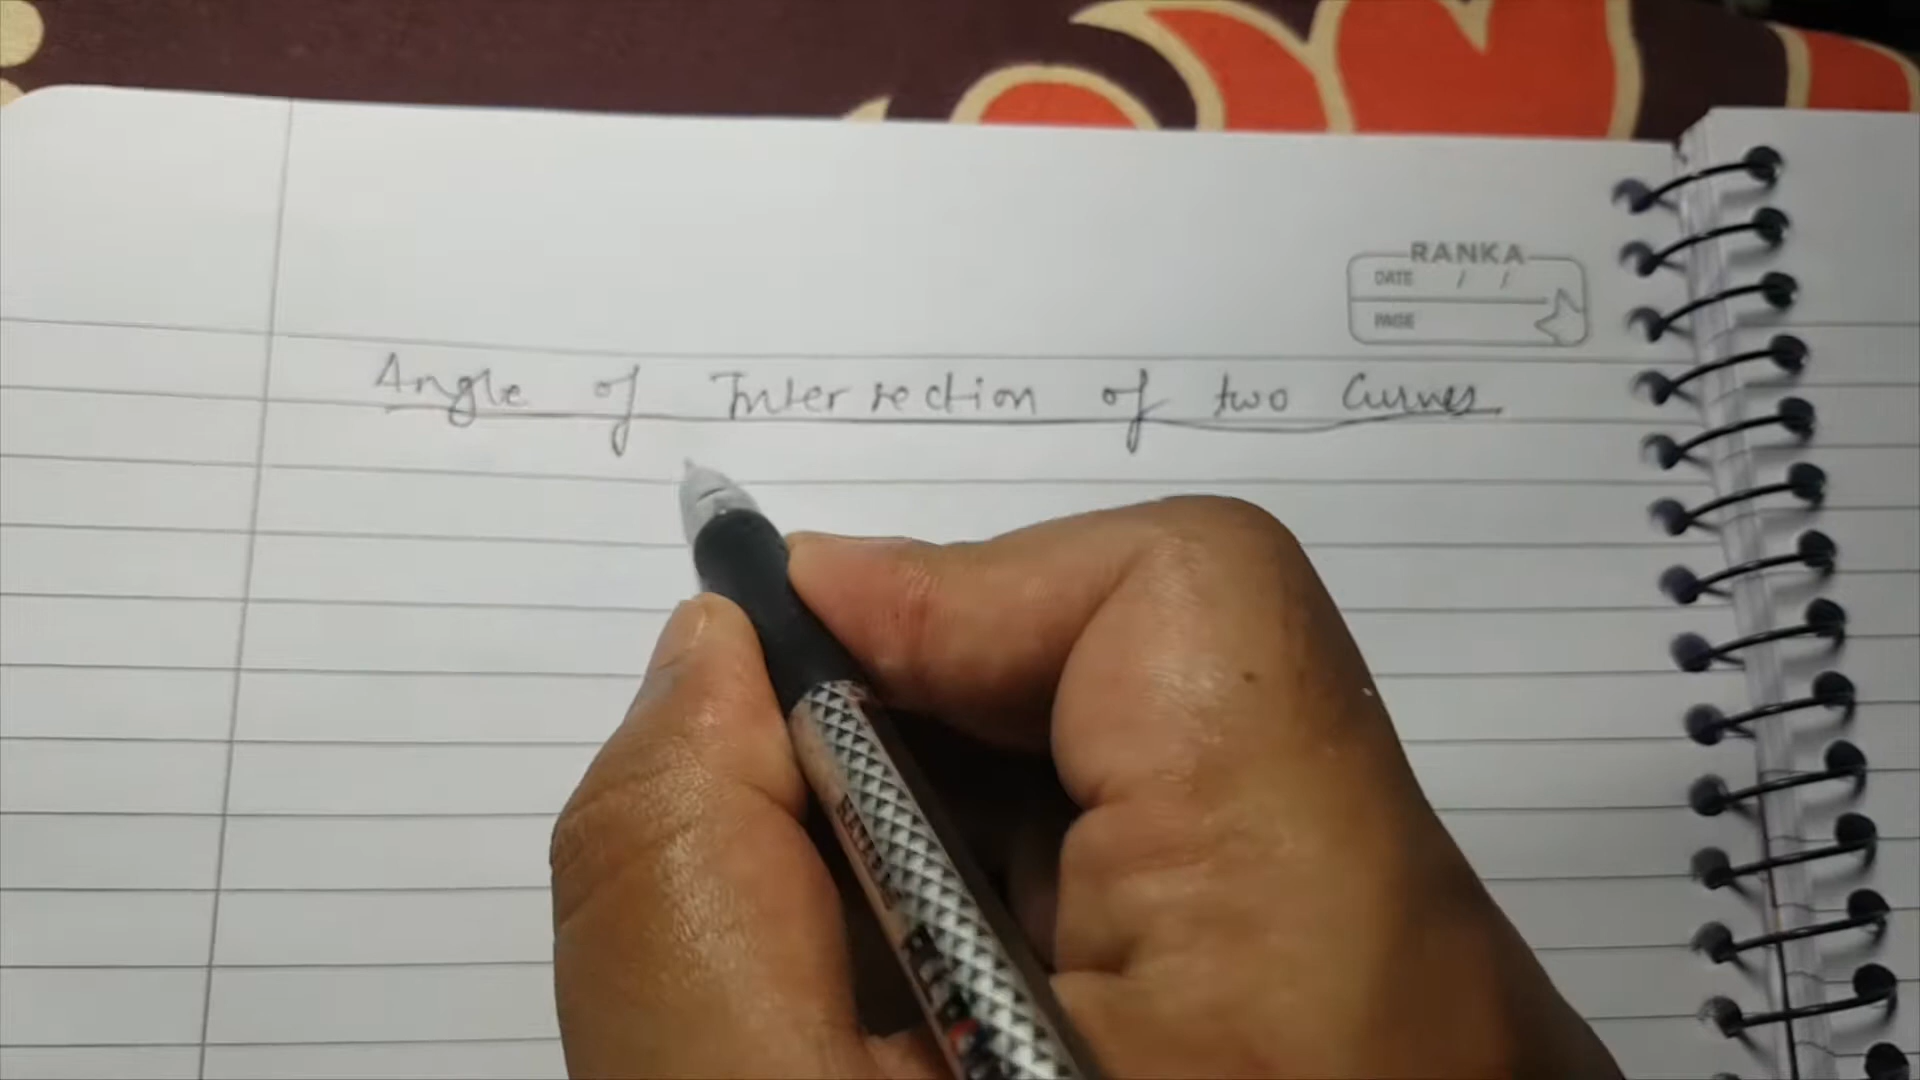 RANKA
DATE / /
PAGE
Angle of Intersection of two Curves